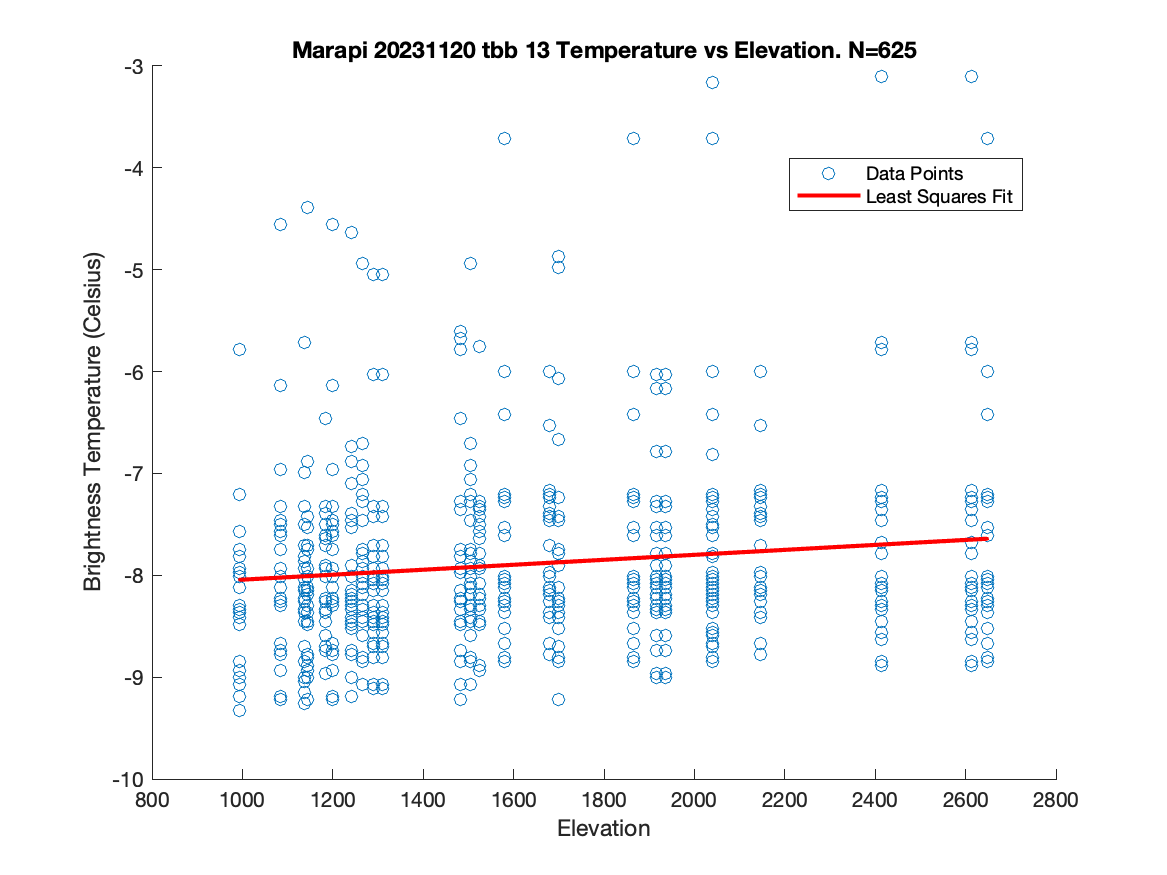 Marapi 20231120 tbb 13 Temperature vs Elevation. N=625
-3
-4
-5
-6
-7
-8
-9
-10
Brightness Temperature (Celsius)
Data Points
Least Squares Fit
800 1000 1200 1400 1600 1800 2000 2200 2400 2600 2800
Elevation